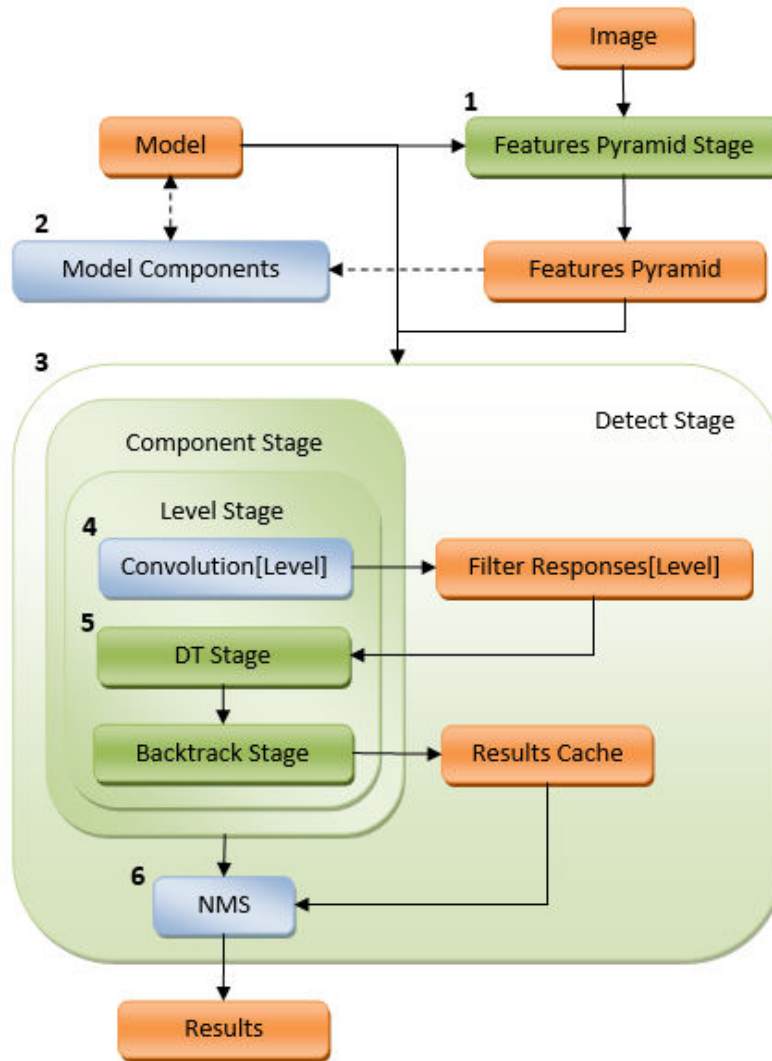 Image
1
Features Pyramid Stage
Model
2
Model Components
Features Pyramid
3
Detect Stage
Component Stage
Level Stage
4
Convolution[Level]
Filter Responses[Level]
5
DT Stage
Backtrack Stage
Results Cache
6
NMS
Results